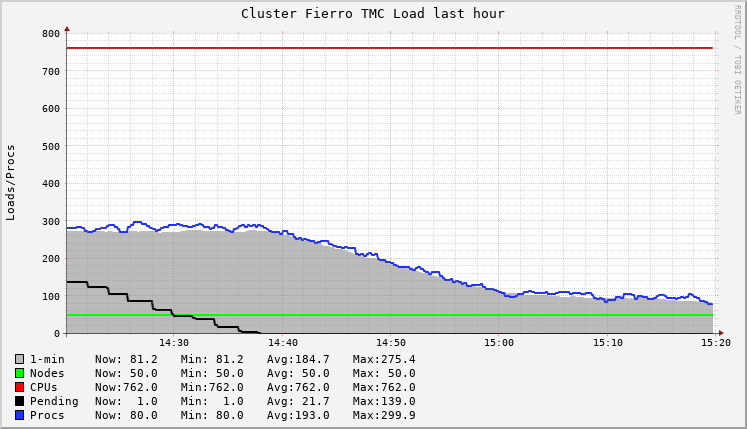 Cluster Fierro TMC Load last hour
RRDTOOL / TOBI OETIKER
Loads/Procs
800
700
600
500
400
300
200
100
0
14:30 14:40 14:50 15:00 15:10 15:20
1-min Now: 81.2 Min: 81.2 Avg:184.7 Max:275.4
Nodes Now: 50.0 Min: 50.0 Avg: 50.0 Max: 50.0
CPUs Now:762.0 Min:762.0 Avg:762.0 Max:762.0
Pending Now: 1.0 Min: 1.0 Avg: 21.7 Max:139.0
Procs Now: 80.0 Min: 80.0 Avg:193.0 Max:299.9